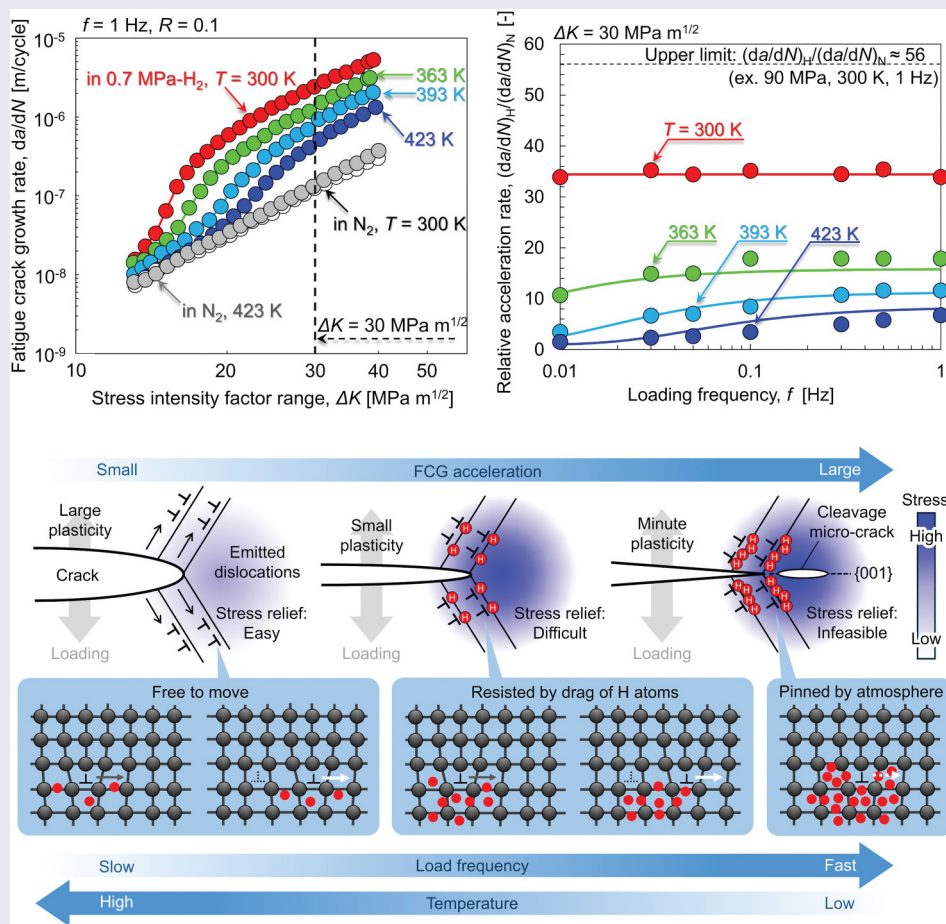 f = 1 Hz, R = 0.1
in 0.7 MPa-H₂, T = 300 K
363 K
393 K
423 K
in N₂, T = 300 K
in N₂, 423 K
ΔK = 30 MPa m¹/²
10⁻⁵
10⁻⁶
10⁻⁷
10⁻⁸
10⁻⁹
Fatigue crack growth rate, da/dN [m/cycle]
10 20 30 40 50
Stress intensity factor range, ΔK [MPa m¹/²]
ΔK = 30 MPa m¹/²
Upper limit: (da/dN)H/(da/dN)N ≈ 56
(ex. 90 MPa, 300 K, 1 Hz)
T = 300 K
363 K
393 K
423 K
60
50
40
30
20
10
0
Relative acceleration rate, (da/dN)H/(da/dN)N [-]
0.01 0.1 1
Loading frequency, f [Hz]
Small FCG acceleration Large
Large
plasticity
Crack
Loading
Emitted
dislocations
Stress relief:
Easy
Small
plasticity
Loading
H H H H H H
Stress relief:
Difficult
Minute
plasticity
Loading
H H H H H H H H H H
Cleavage
micro-crack
{001}
Stress relief:
Infeasible
Stress
High
Low
Free to move
Resisted by drag of H atoms
Pinned by atmosphere
Slow Load frequency Fast
High Temperature Low